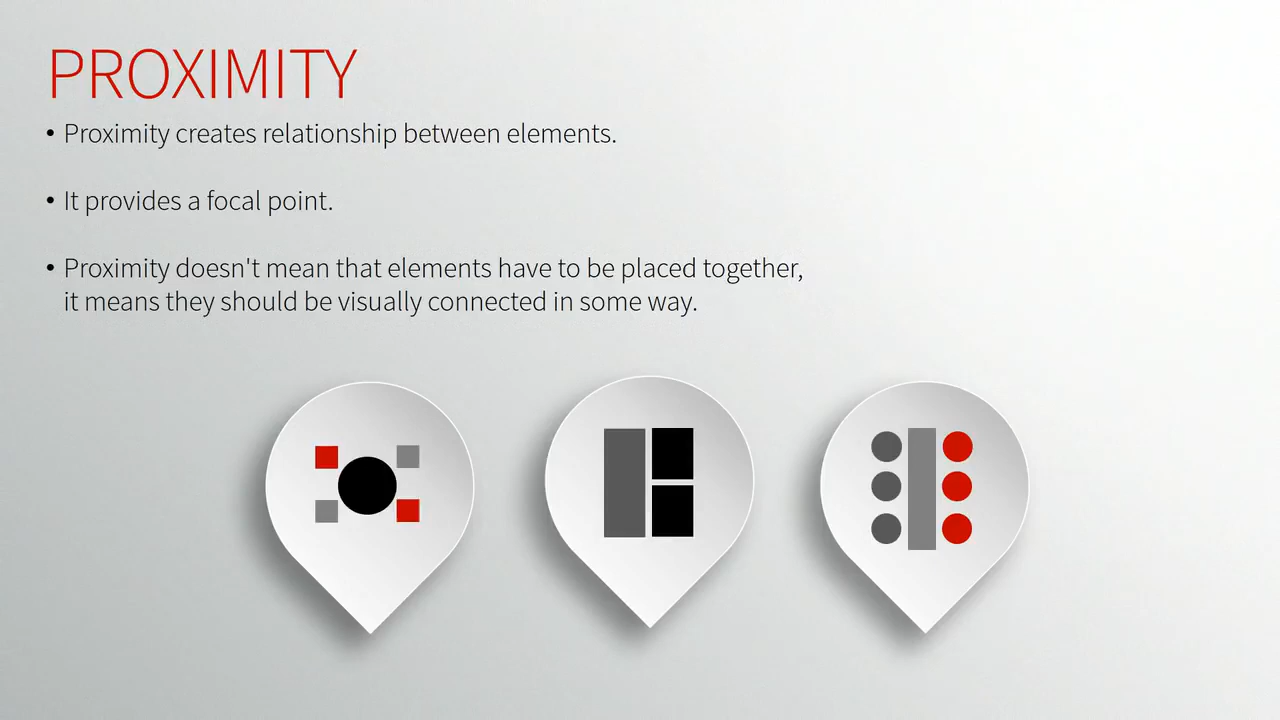 PROXIMITY
• Proximity creates relationship between elements.
• It provides a focal point.
• Proximity doesn't mean that elements have to be placed together,
it means they should be visually connected in some way.